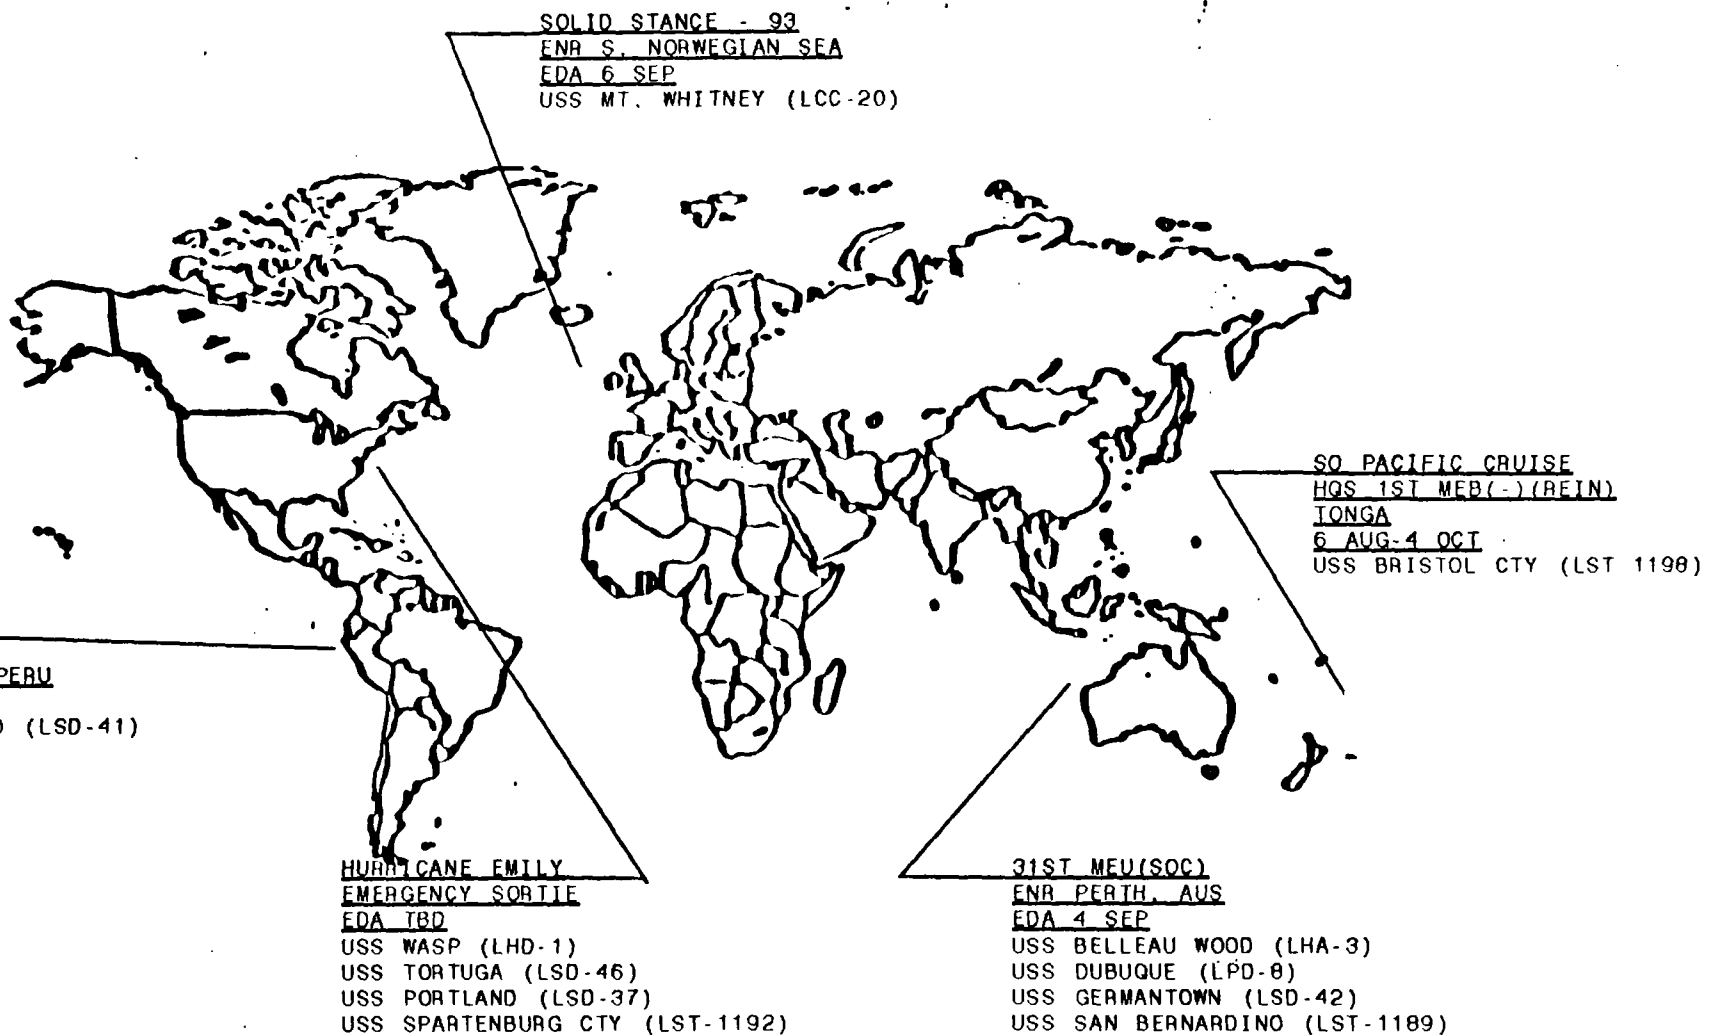 SOLID STANCE - 93
ENR S. NORWEGIAN SEA
EDA 6 SEP
USS MT. WHITNEY (LCC-20)
SO PACIFIC CRUISE
HQS 1ST MEB(-)(REIN)
TONGA
6 AUG-4 OCT
USS BRISTOL CTY (LST 1198)
PERU
(LSD-41)
HURRICANE EMILY
EMERGENCY SORTIE
EDA TBD
USS WASP (LHD-1)
USS TORTUGA (LSD-46)
USS PORTLAND (LSD-37)
USS SPARTENBURG CTY (LST-1192)
31ST MEU(SOC)
ENR PERTH, AUS
EDA 4 SEP
USS BELLEAU WOOD (LHA-3)
USS DUBUQUE (LPD-8)
USS GERMANTOWN (LSD-42)
USS SAN BERNARDINO (LST-1189)